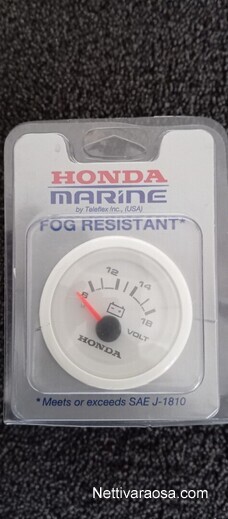 HONDA
MARINE
by Teleflex Inc., (USA)
FOG RESISTANT*
8 12 14 18
VOLT
HONDA
*Meets or exceeds SAE J-1810
Nettivaraosa.com